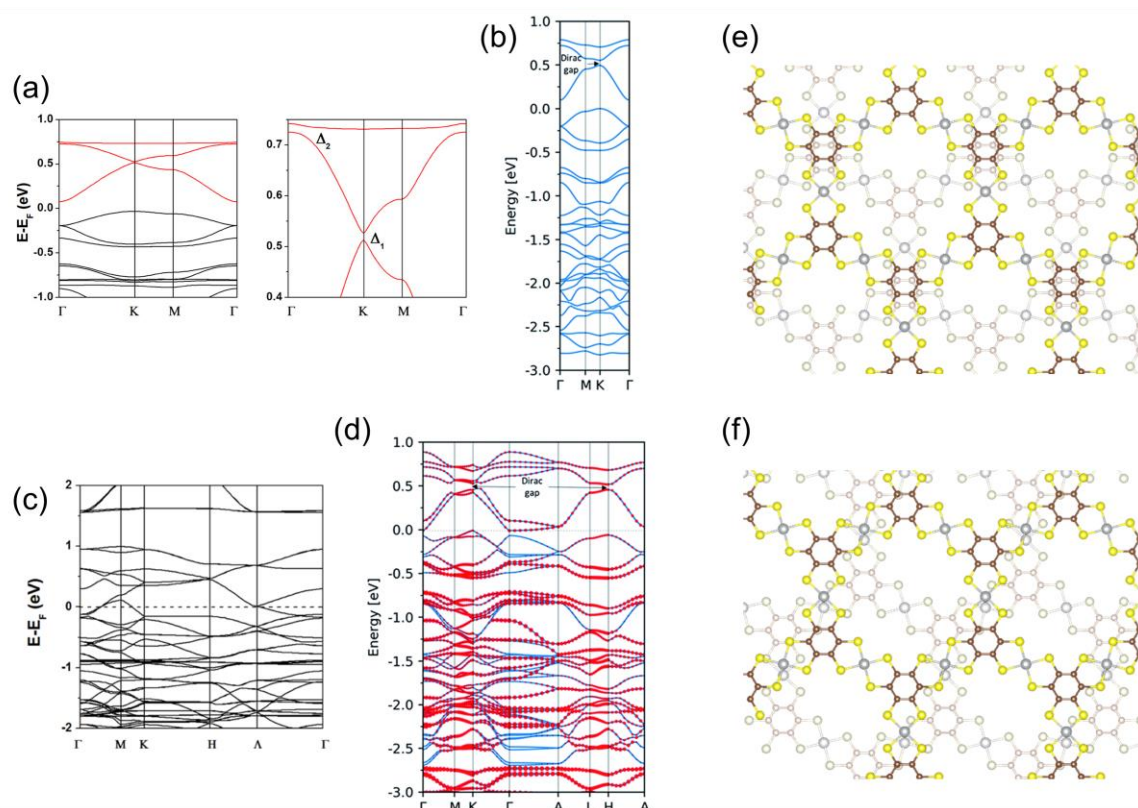 (a)
1.0
0.5
0.0
-0.5
-1.0
E-E_F (eV)
Γ K M Γ
0.7
0.6
0.5
0.4
Δ₂
Δ₁
Γ K M Γ
(b)
1.0
0.5
0.0
-0.5
-1.0
-1.5
-2.0
-2.5
-3.0
Energy [eV]
Dirac
gap
Γ M K Γ
(e)
(c)
2
1
0
-1
-2
E-E_F (eV)
Γ M K H A Γ
(d)
1.0
0.5
0.0
-0.5
-1.0
-1.5
-2.0
-2.5
-3.0
Energy [eV]
Dirac
gap
Γ M K Γ A L H A
(f)